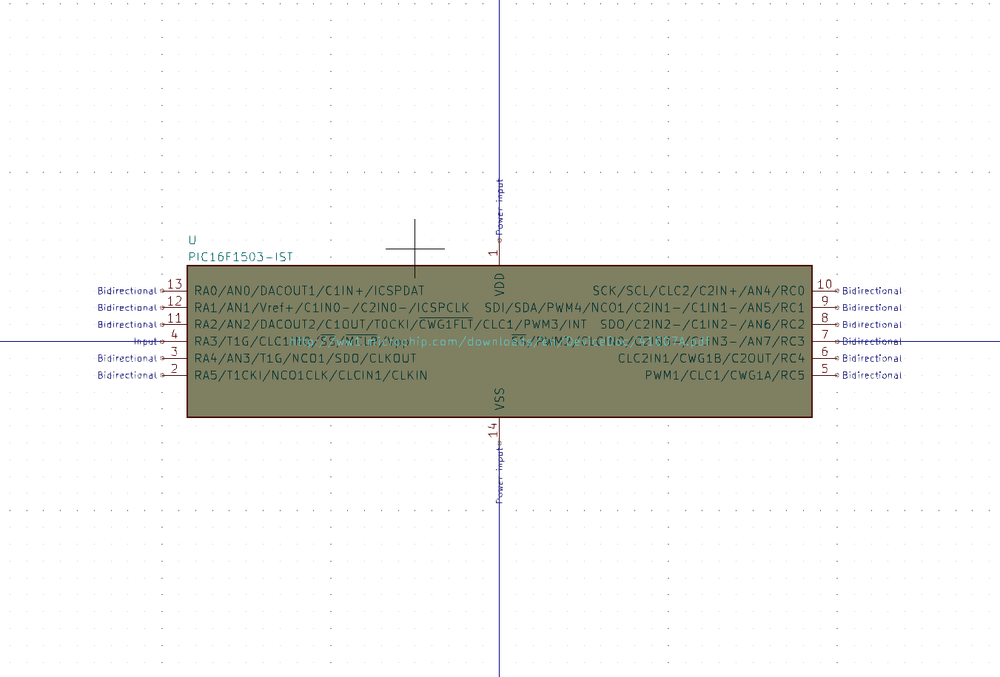 Power input
1
U
PIC16F1503-IST
VDD
Bidirectional 13 RA0/AN0/DACOUT1/C1IN+/ICSPDAT SCK/SCL/CLC2/C2IN+/AN4/RC0 10 Bidirectional
Bidirectional 12 RA1/AN1/Vref+/C1IN0-/C2IN0-/ICSPCLK SDI/SDA/PWM4/NCO1/C2IN1-/C1IN1-/AN5/RC1 9 Bidirectional
Bidirectional 11 RA2/AN2/DACOUT2/C1OUT/T0CKI/CWG1FLT/CLC1/PWM3/INT SDO/C2IN2-/C1IN2-/AN6/RC2 8 Bidirectional
Input 4 7 Bidirectional
Bidirectional 3 RA4/AN3/T1G/NCO1/SDO/CLKOUT CLC2IN1/CWG1B/C2OUT/RC4 6 Bidirectional
Bidirectional 2 RA5/T1CKI/NCO1CLK/CLCIN1/CLKIN PWM1/CLC1/CWG1A/RC5 5 Bidirectional
VSS
14
Power input